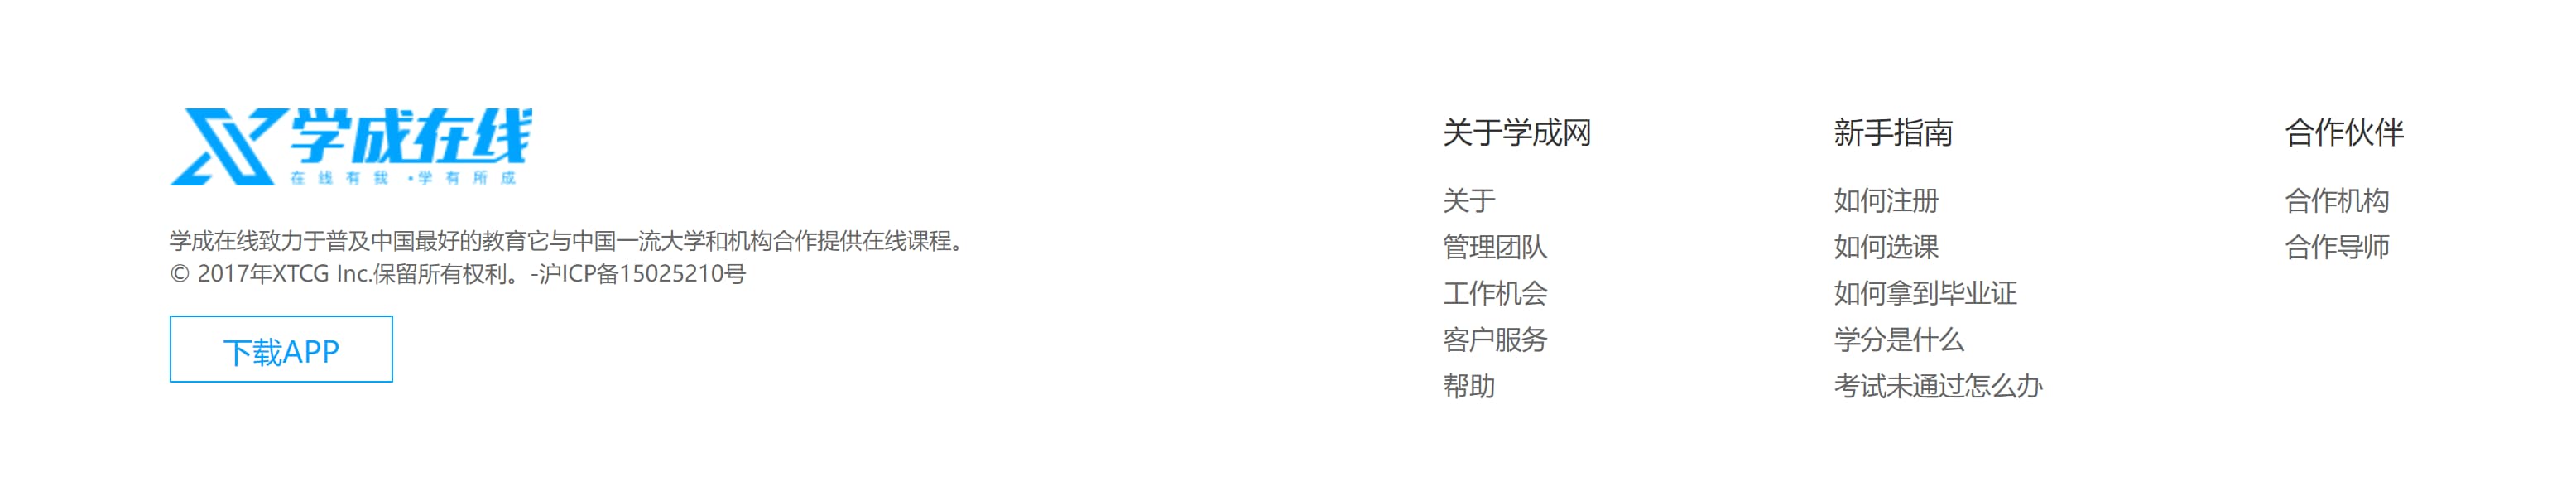 学成在线
在线有我·学有所成
学成在线致力于普及中国最好的教育它与中国一流大学和机构合作提供在线课程。
© 2017年XTCG Inc.保留所有权利。-沪ICP备15025210号
下载APP
关于学成网
关于
管理团队
工作机会
客户服务
帮助
新手指南
如何注册
如何选课
如何拿到毕业证
学分是什么
考试未通过怎么办
合作伙伴
合作机构
合作导师